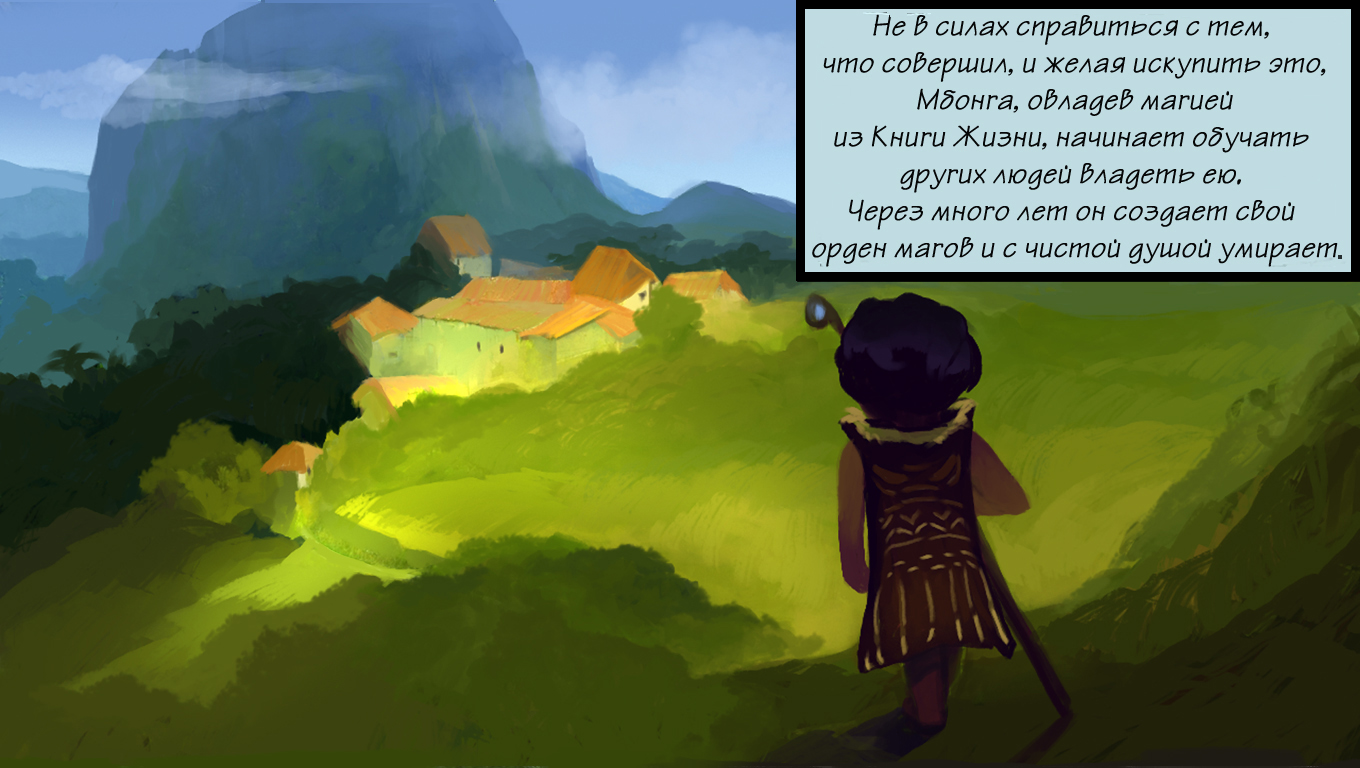 Не в силах справиться с тем,
что совершил, и желая искупить это,
Мбонга, овладев магией
из Книги Жизни, начинает обучать
других людей владеть ею.
Через много лет он создает свой
орден магов и с чистой душой умирает.